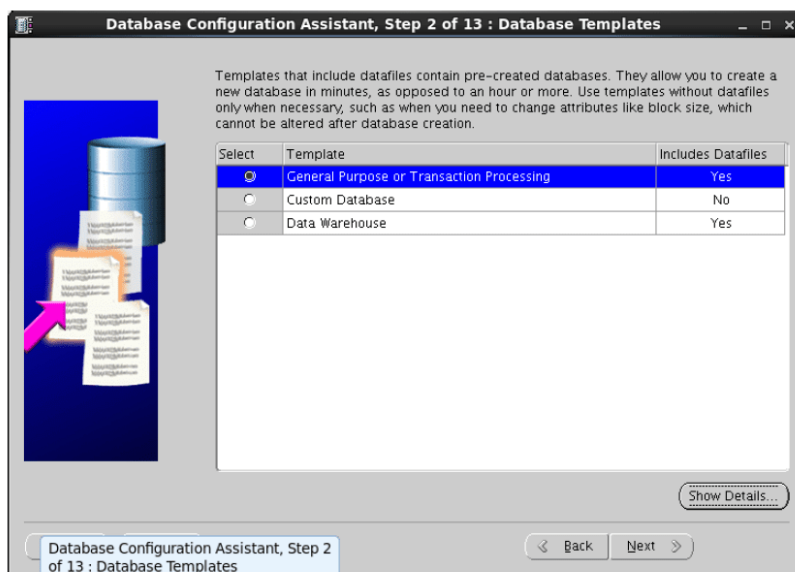 Database Configuration Assistant, Step 2 of 13 : Database Templates
Templates that include datafiles contain pre-created databases. They allow you to create a
new database in minutes, as opposed to an hour or more. Use templates without datafiles
only when necessary, such as when you need to change attributes like block size, which
cannot be altered after database creation.
Select Template Includes Datafiles
General Purpose or Transaction Processing Yes
Custom Database No
Data Warehouse Yes
Show Details...
Back Next
Database Configuration Assistant, Step 2
of 13 : Database Templates